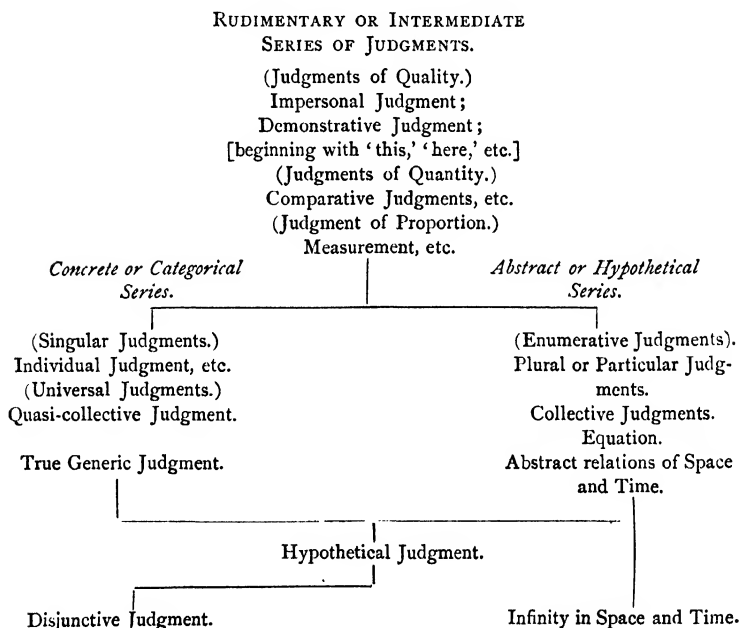 RUDIMENTARY OR INTERMEDIATE
SERIES OF JUDGMENTS.
(Judgments of Quality.)
Impersonal Judgment;
Demonstrative Judgment;
[beginning with ‘this,’ ‘here,’ etc.]
(Judgments of Quantity.)
Comparative Judgments, etc.
(Judgment of Proportion.)
Measurement, etc.
Concrete or Categorical
Series.
(Singular Judgments.)
Individual Judgment, etc.
(Universal Judgments.)
Quasi-collective Judgment.
True Generic Judgment.
Abstract or Hypothetical
Series.
(Enumerative Judgments).
Plural or Particular Judg-
ments.
Collective Judgments.
Equation.
Abstract relations of Space
and Time.
Hypothetical Judgment.
Disjunctive Judgment.
Infinity in Space and Time.